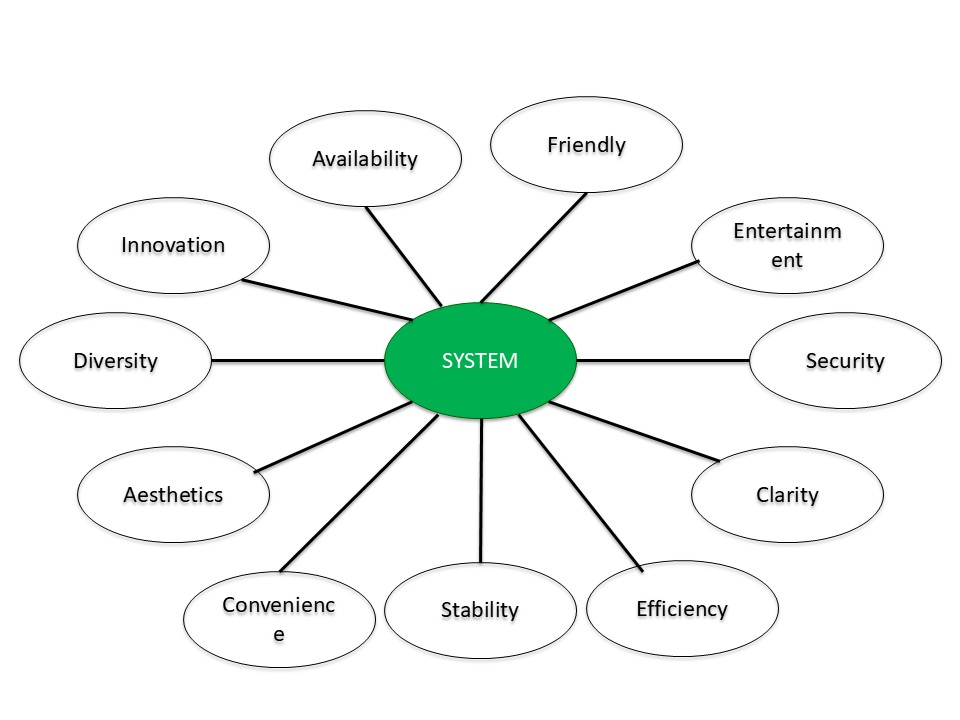 Friendly
Availability
Entertainm
ent
Innovation
Diversity
SYSTEM
Security
Aesthetics
Clarity
Convenienc
e
Stability
Efficiency